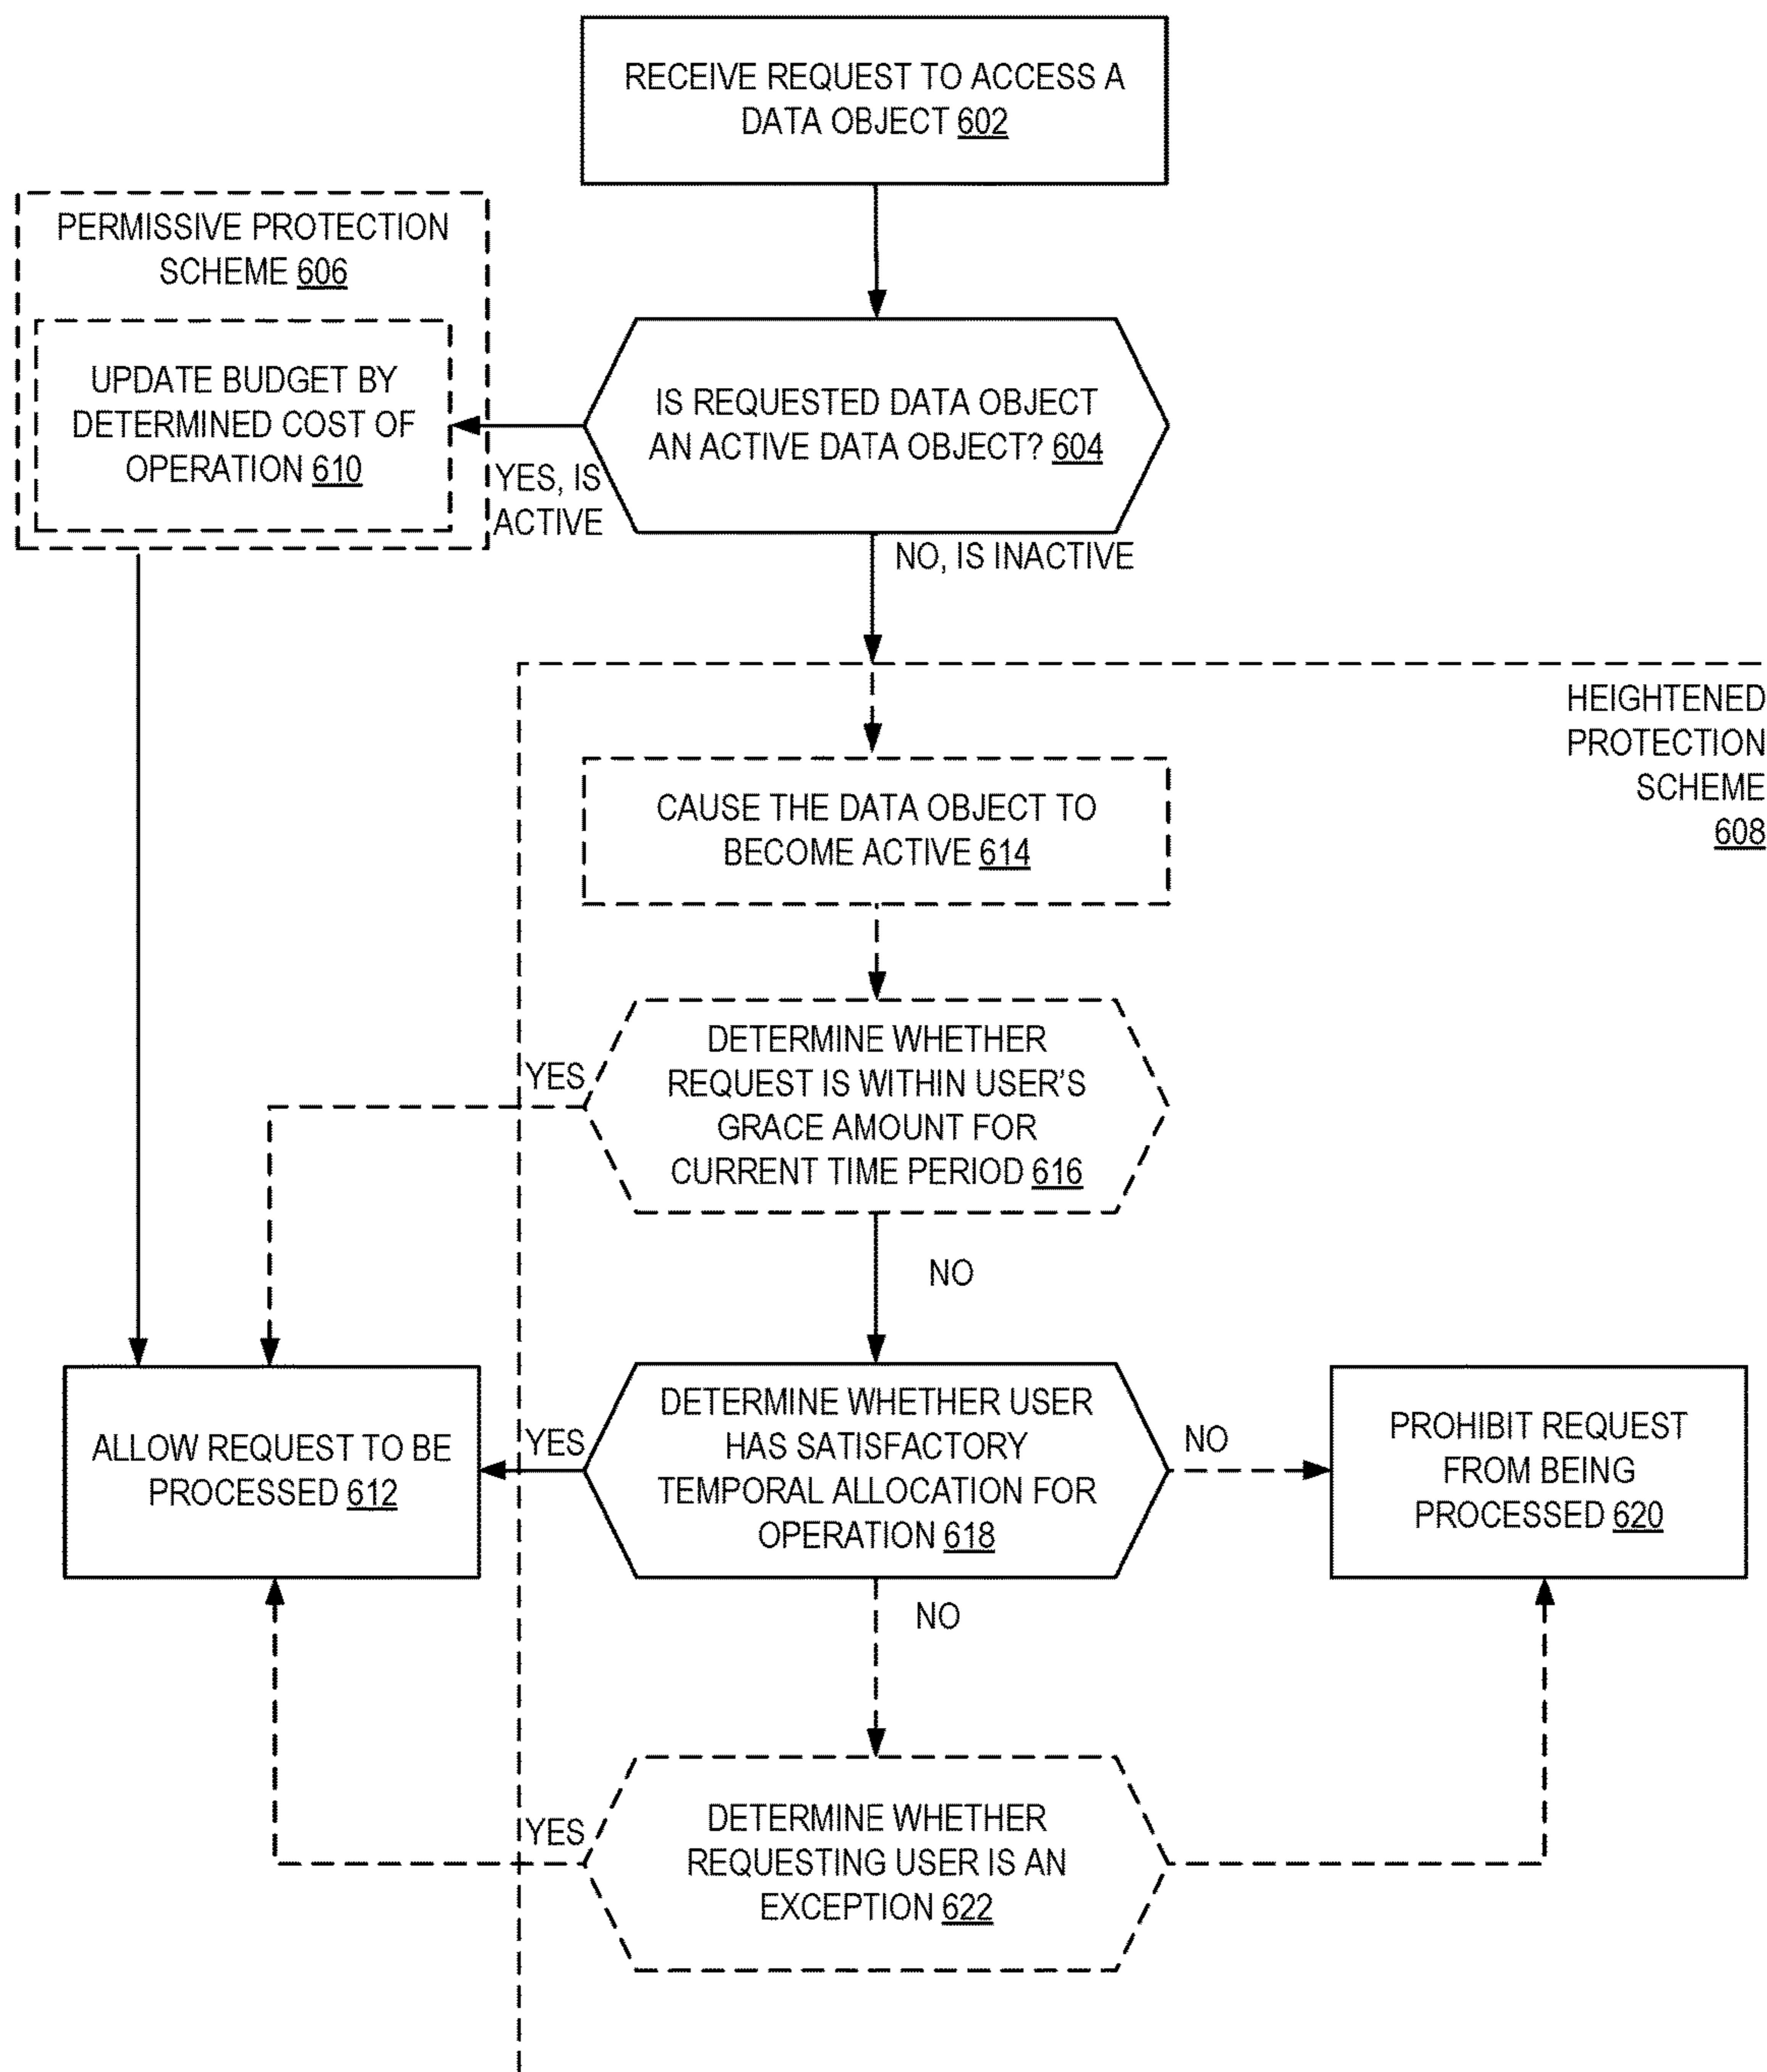 RECEIVE REQUEST TO ACCESS A
DATA OBJECT 602
PERMISSIVE PROTECTION
SCHEME 606
UPDATE BUDGET BY
DETERMINED COST OF
OPERATION 610
IS REQUESTED DATA OBJECT
AN ACTIVE DATA OBJECT? 604
YES, IS
ACTIVE
NO, IS INACTIVE
HEIGHTENED
PROTECTION
SCHEME
608
CAUSE THE DATA OBJECT TO
BECOME ACTIVE 614
DETERMINE WHETHER
REQUEST IS WITHIN USER'S
GRACE AMOUNT FOR
CURRENT TIME PERIOD 616
YES
NO
ALLOW REQUEST TO BE
PROCESSED 612
YES
DETERMINE WHETHER USER
HAS SATISFACTORY
TEMPORAL ALLOCATION FOR
OPERATION 618
NO
PROHIBIT REQUEST
FROM BEING
PROCESSED 620
NO
YES
DETERMINE WHETHER
REQUESTING USER IS AN
EXCEPTION 622